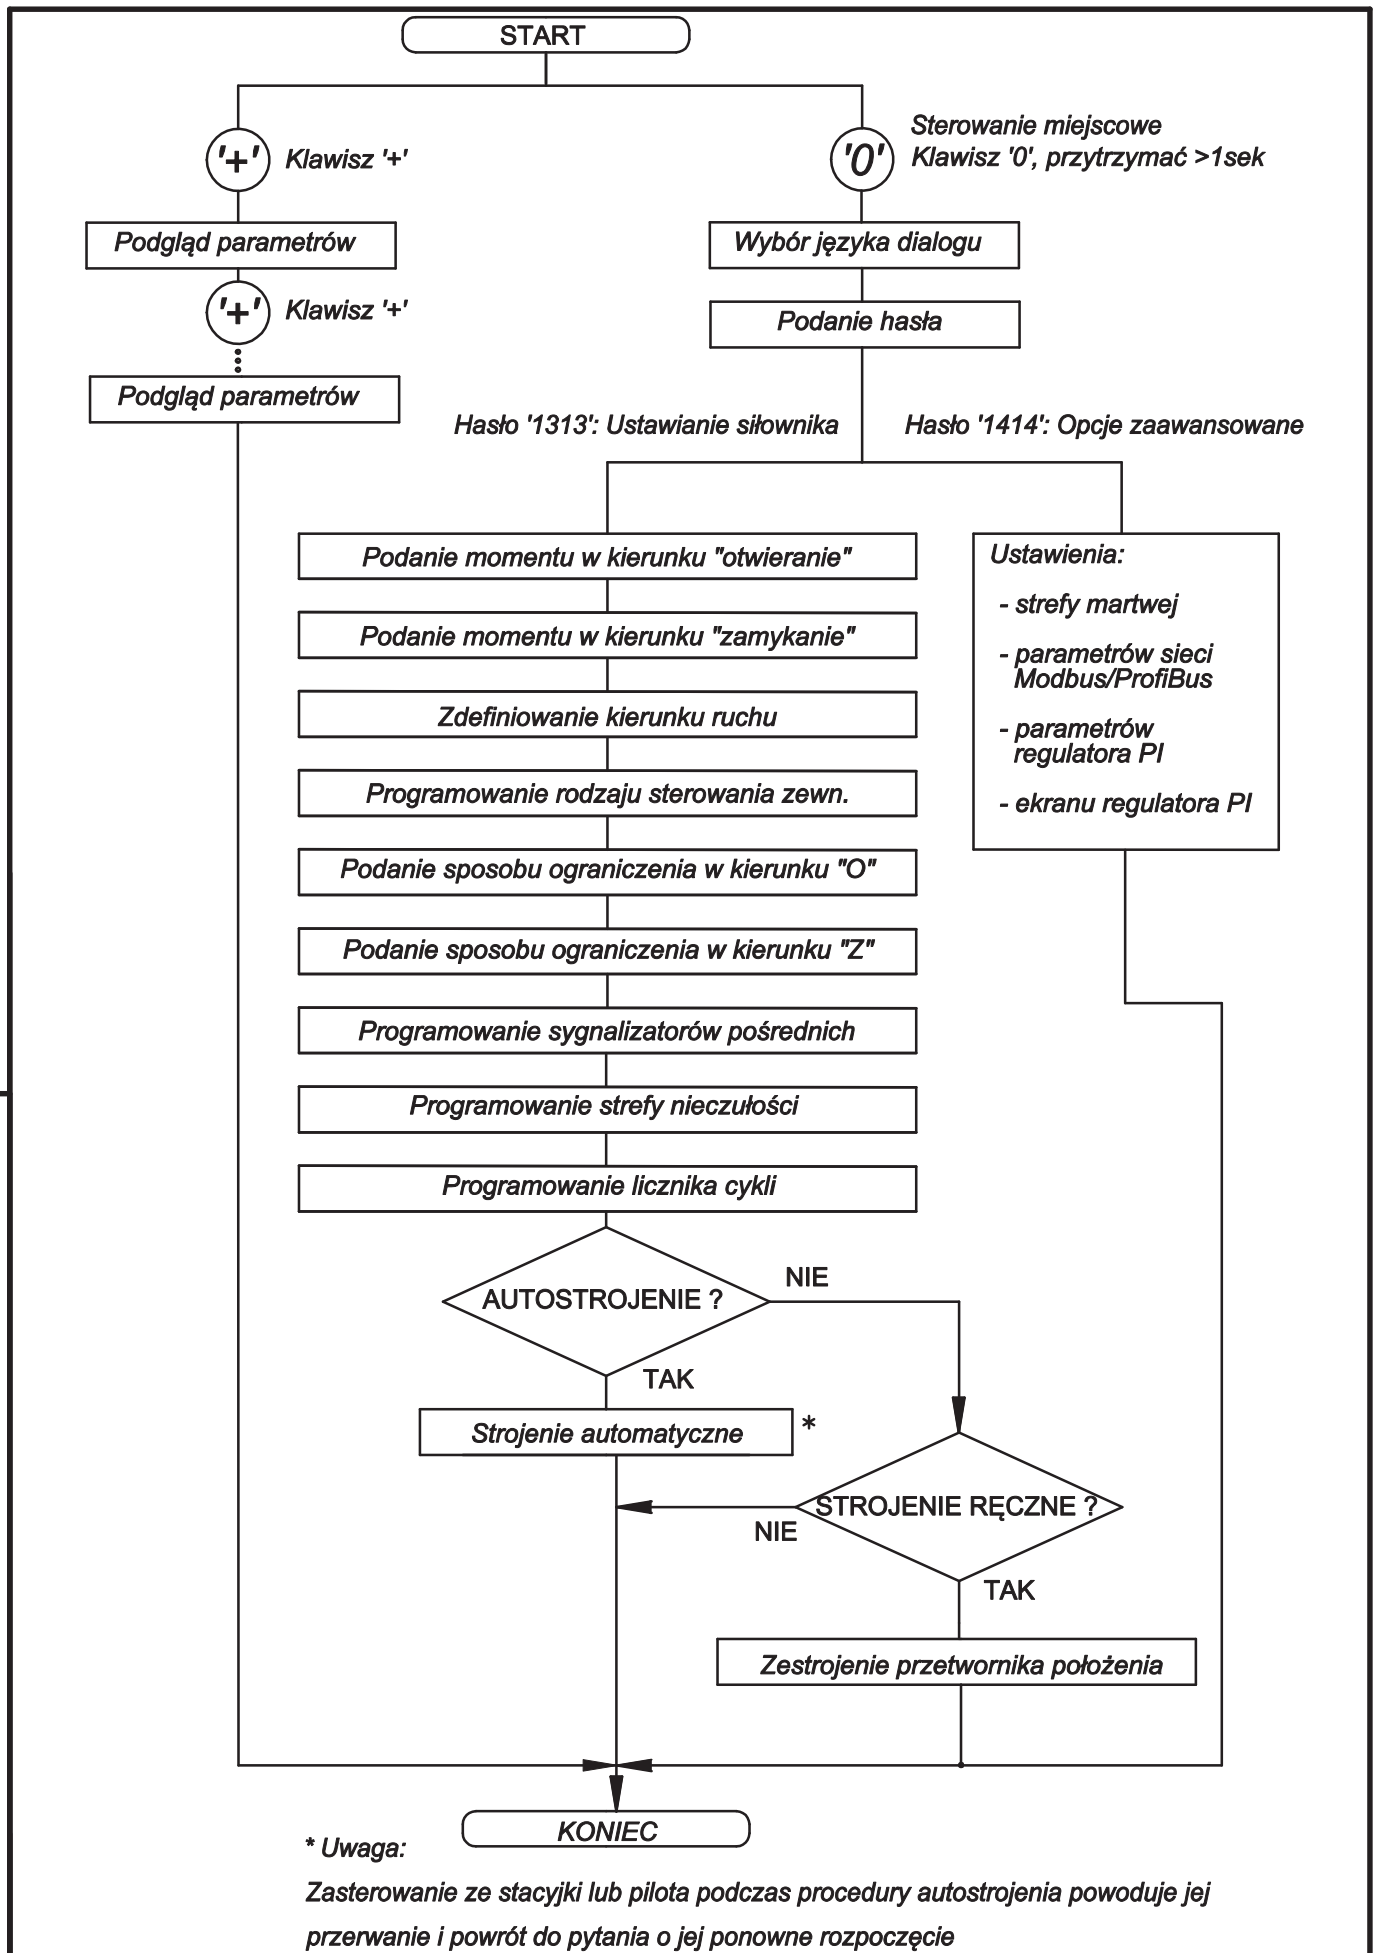 START
'+' Klawisz '+'
Podgląd parametrów
'+' Klawisz '+'
Podgląd parametrów
Sterowanie miejscowe
'0' Klawisz '0', przytrzymać >1sek
Wybór języka dialogu
Podanie hasła
Hasło '1313': Ustawianie siłownika
Hasło '1414': Opcje zaawansowane
Podanie momentu w kierunku "otwieranie"
Podanie momentu w kierunku "zamykanie"
Zdefiniowanie kierunku ruchu
Programowanie rodzaju sterowania zewn.
Podanie sposobu ograniczenia w kierunku "O"
Podanie sposobu ograniczenia w kierunku "Z"
Programowanie sygnalizatorów pośrednich
Programowanie strefy nieczułości
Programowanie licznika cykli
Ustawienia:
- strefy martwej
- parametrów sieci
Modbus/ProfiBus
- parametrów
regulatora PI
- ekranu regulatora PI
AUTOSTROJENIE ?
NIE
TAK
Strojenie automatyczne *
STROJENIE RĘCZNE ?
NIE
TAK
Zestrojenie przetwornika położenia
KONIEC
* Uwaga:
Zasterowanie ze stacyjki lub pilota podczas procedury autostrojenia powoduje jej
przerwanie i powrót do pytania o jej ponowne rozpoczęcie